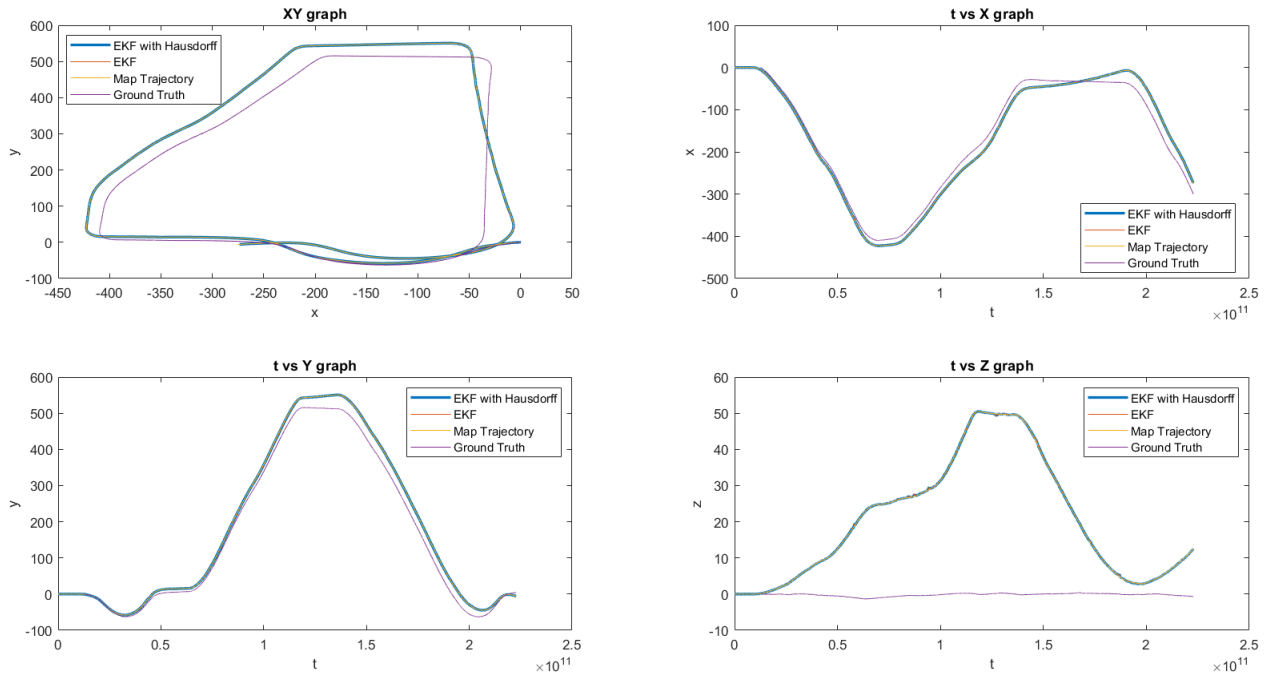 XY graph
600
500
400
300
200
100
0
-100
y
-450
-400
-350
-300
-250
-200
-150
-100
-50
0
50
x
EKF with Hausdorff
EKF
Map Trajectory
Ground Truth
t vs X graph
100
0
-100
-200
-300
-400
-500
x
0
0.5
1
1.5
2
2.5
×10^11
t
EKF with Hausdorff
EKF
Map Trajectory
Ground Truth
t vs Y graph
600
500
400
300
200
100
0
-100
y
0
0.5
1
1.5
2
2.5
×10^11
t
EKF with Hausdorff
EKF
Map Trajectory
Ground Truth
t vs Z graph
60
50
40
30
20
10
0
-10
z
0
0.5
1
1.5
2
2.5
×10^11
t
EKF with Hausdorff
EKF
Map Trajectory
Ground Truth